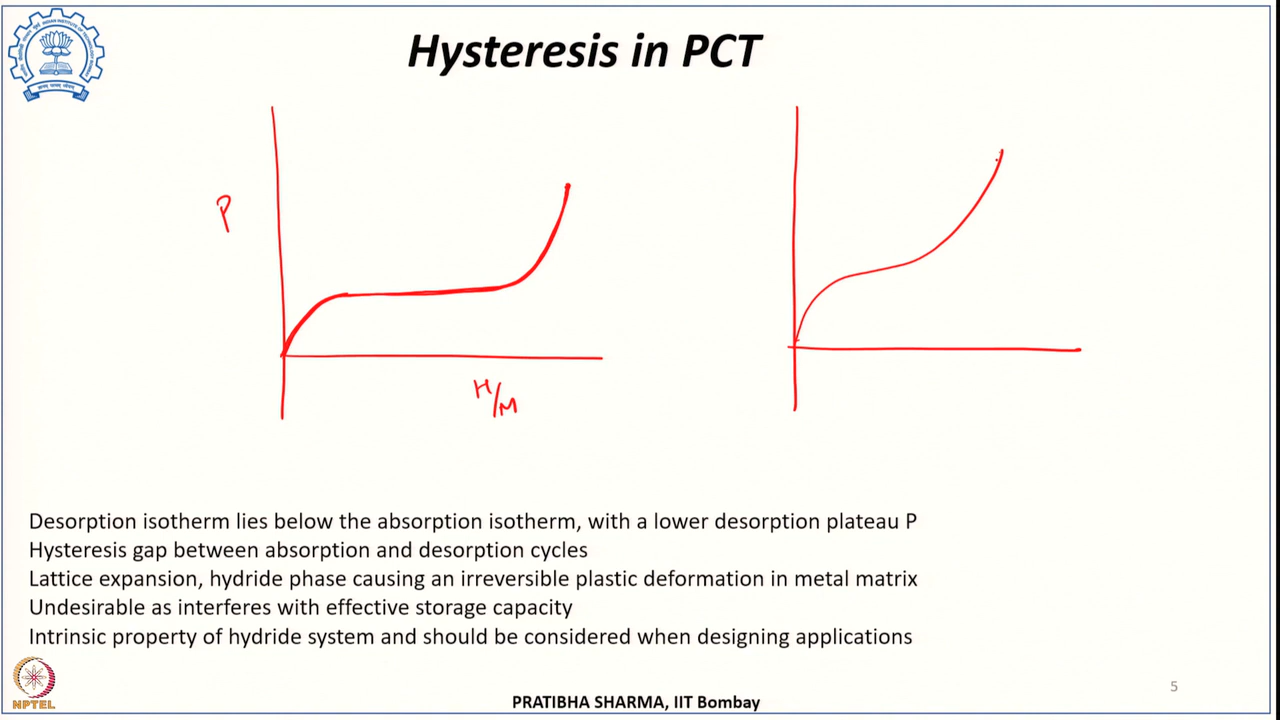 Hysteresis in PCT
P
H/M
Desorption isotherm lies below the absorption isotherm, with a lower desorption plateau P
Hysteresis gap between absorption and desorption cycles
Lattice expansion, hydride phase causing an irreversible plastic deformation in metal matrix
Undesirable as interferes with effective storage capacity
Intrinsic property of hydride system and should be considered when designing applications
5
NPTEL
PRATIBHA SHARMA, IIT Bombay